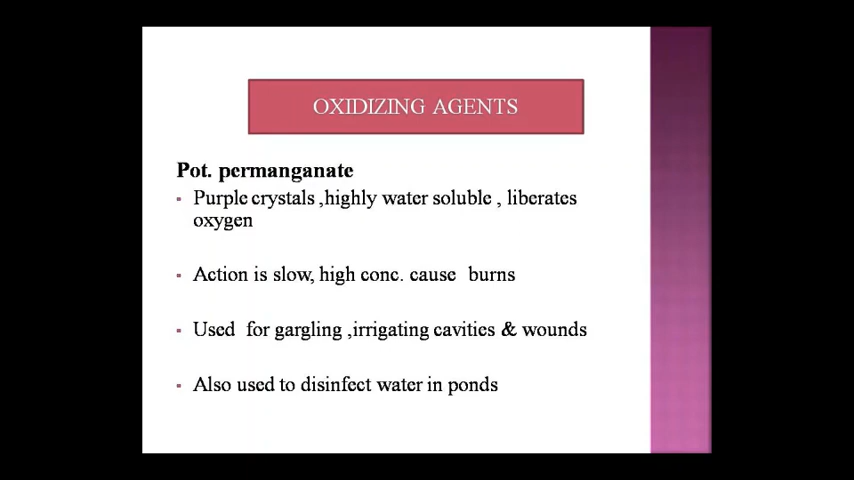 OXIDIZING AGENTS
Pot. permanganate
▪ Purple crystals ,highly water soluble , liberates
oxygen
▪ Action is slow, high conc. cause burns
▪ Used for gargling ,irrigating cavities & wounds
▪ Also used to disinfect water in ponds